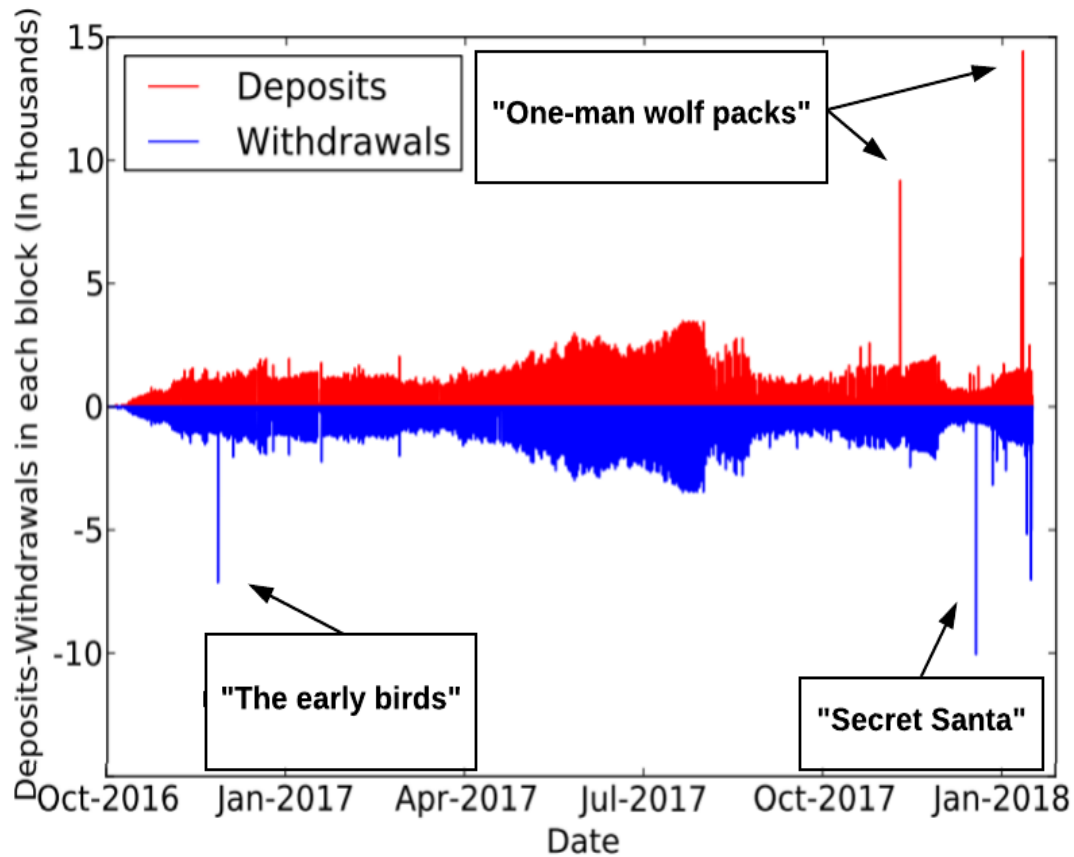 Deposits-Withdrawals in each block (In thousands)
15
10
5
0
-5
-10
Deposits
Withdrawals
"One-man wolf packs"
"The early birds"
"Secret Santa"
Oct-2016 Jan-2017 Apr-2017 Jul-2017 Oct-2017 Jan-2018
Date